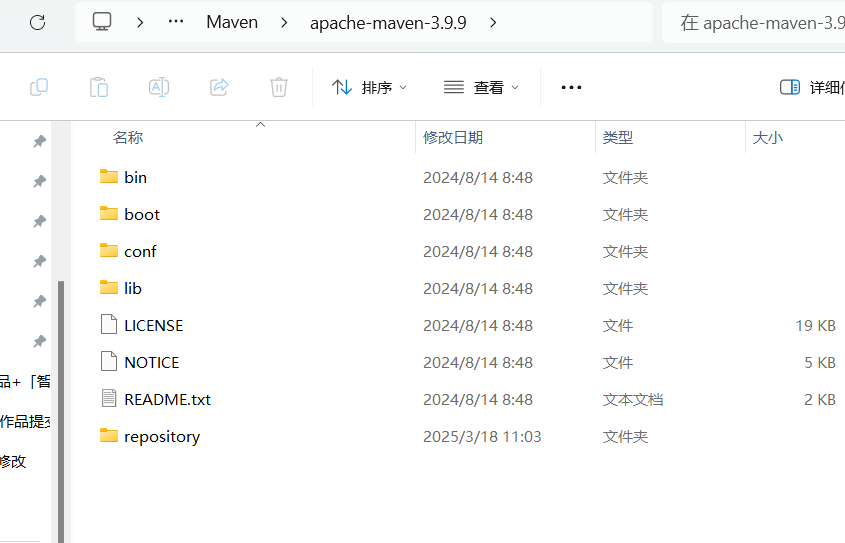 ... Maven apache-maven-3.9.9 在 apache-maven-3.9
排序 查看 ... 详细
名称 修改日期 类型 大小
bin 2024/8/14 8:48 文件夹
boot 2024/8/14 8:48 文件夹
conf 2024/8/14 8:48 文件夹
lib 2024/8/14 8:48 文件夹
LICENSE 2024/8/14 8:48 文件 19 KB
NOTICE 2024/8/14 8:48 文件 5 KB
品+「智
README.txt 2024/8/14 8:48 文本文档 2 KB
作品提交
repository 2025/3/18 11:03 文件夹
修改